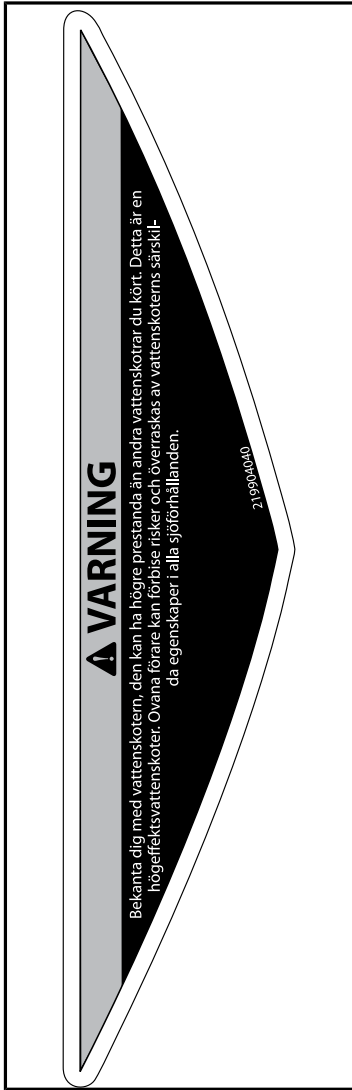 VARNING
Bekanta dig med vattenskotern, den kan ha högre prestanda än andra vattenskotrar du kört. Detta är en
högeffektsvattenskoter. Ovana förare kan förbise risker och överraskas av vattenskoterns särskil-
da egenskaper i alla sjöförhållanden.
219904040